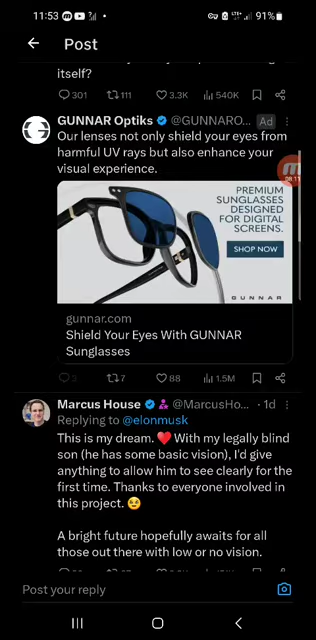 11:53
91%
Post
itself?
301 111 3.3K 540K
GUNNAR Optiks @GUNNARO... Ad
Our lenses not only shield your eyes from
harmful UV rays but also enhance your
visual experience.
08:11
PREMIUM
SUNGLASSES
DESIGNED
FOR DIGITAL
SCREENS.
SHOP NOW
GUNNAR
gunnar.com
Shield Your Eyes With GUNNAR
Sunglasses
7 88 1.5M
Marcus House @MarcusHo... · 1d
Replying to @elonmusk
This is my dream. ❤️ With my legally blind
son (he has some basic vision), I'd give
anything to allow him to see clearly for the
first time. Thanks to everyone involved in
this project. 🥹
A bright future hopefully awaits for all
those out there with low or no vision.
Post your reply